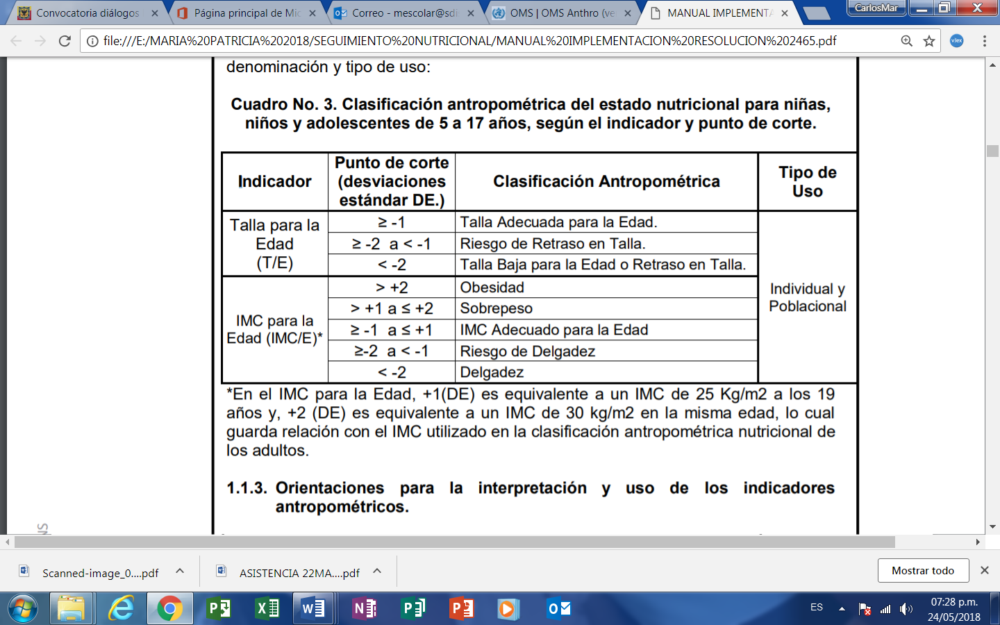 Convocatoria diálogos
Página principal de Mic
Correo - mescolar@sdi
OMS | OMS Anthro (ve
MANUAL IMPLEMENTA
CarlosMar
file:///E:/MARIA%20PATRICIA%202018/SEGUIMIENTO%20NUTRICIONAL/MANUAL%20IMPLEMENTACION%20RESOLUCION%202465.pdf
vlex
denominación y tipo de uso:
Cuadro No. 3. Clasificación antropométrica del estado nutricional para niñas,
niños y adolescentes de 5 a 17 años, según el indicador y punto de corte.
Indicador
Punto de corte
(desviaciones
estándar DE.)
Clasificación Antropométrica
Tipo de
Uso
Talla para la
Edad
(T/E)
≥ -1
Talla Adecuada para la Edad.
≥ -2 a < -1
Riesgo de Retraso en Talla.
< -2
Talla Baja para la Edad o Retraso en Talla.
IMC para la
Edad (IMC/E)*
> +2
Obesidad
> +1 a ≤ +2
Sobrepeso
≥ -1 a ≤ +1
IMC Adecuado para la Edad
≥-2 a < -1
Riesgo de Delgadez
< -2
Delgadez
Individual y
Poblacional
*En el IMC para la Edad, +1(DE) es equivalente a un IMC de 25 Kg/m2 a los 19
años y, +2 (DE) es equivalente a un IMC de 30 kg/m2 en la misma edad, lo cual
guarda relación con el IMC utilizado en la clasificación antropométrica nutricional de
los adultos.
1.1.3. Orientaciones para la interpretación y uso de los indicadores
antropométricos.
NS
Scanned-image_0....pdf
ASISTENCIA 22MA....pdf
Mostrar todo
ES
07:28 p.m.
24/05/2018